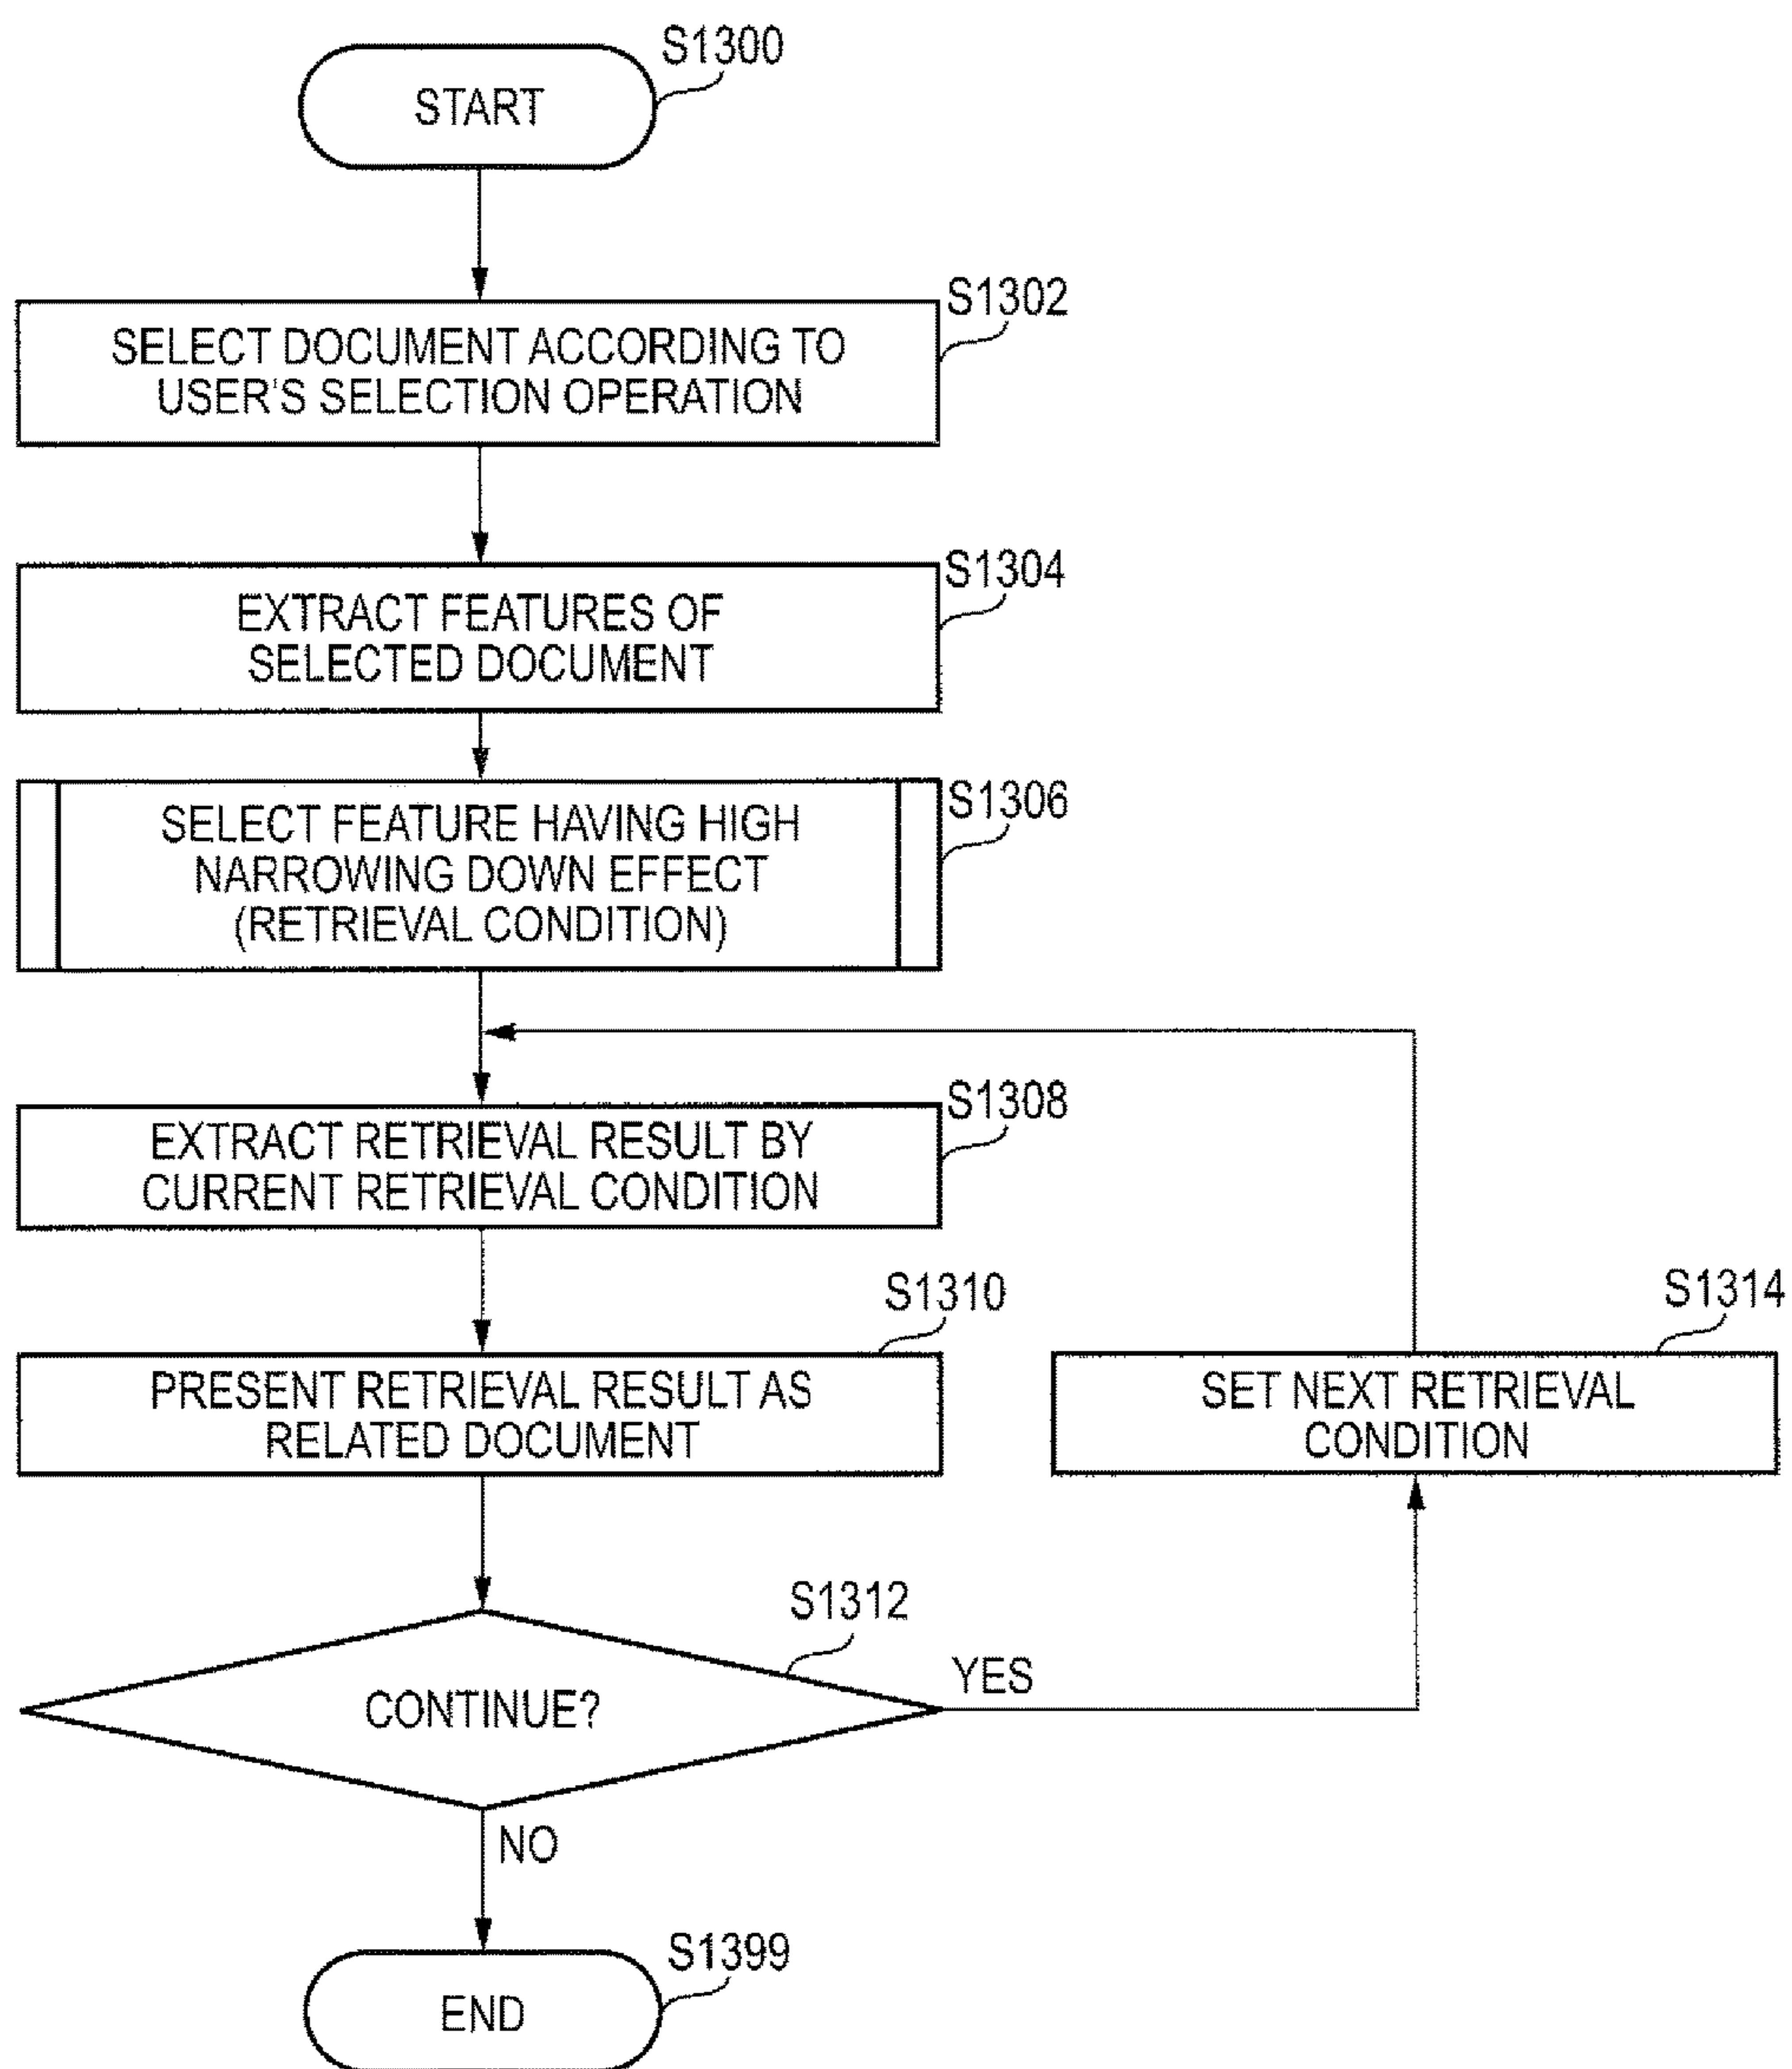 S1300
START
S1302
SELECT DOCUMENT ACCORDING TO
USER'S SELECTION OPERATION
S1304
EXTRACT FEATURES OF
SELECTED DOCUMENT
S1306
SELECT FEATURE HAVING HIGH
NARROWING DOWN EFFECT
(RETRIEVAL CONDITION)
S1308
EXTRACT RETRIEVAL RESULT BY
CURRENT RETRIEVAL CONDITION
S1310
PRESENT RETRIEVAL RESULT AS
RELATED DOCUMENT
S1314
SET NEXT RETRIEVAL
CONDITION
S1312
CONTINUE?
YES
NO
S1399
END